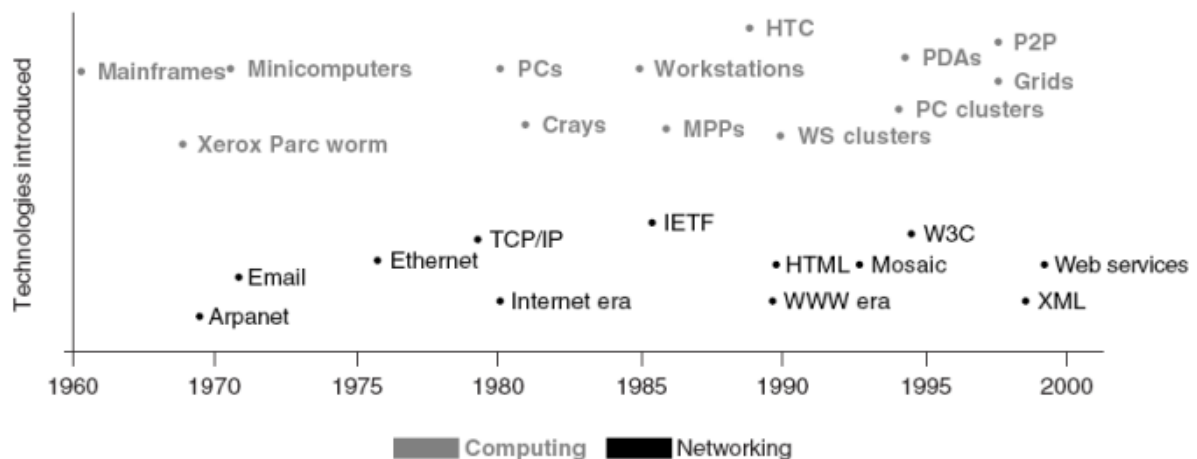 Technologies introduced
HTC
P2P
PDAs
Mainframes
Minicomputers
PCs
Workstations
Grids
PC clusters
Crays
MPPs
WS clusters
Xerox Parc worm
IETF
W3C
TCP/IP
Ethernet
HTML
Mosaic
Web services
Email
Internet era
WWW era
XML
Arpanet
1960 1970 1975 1980 1985 1990 1995 2000
Computing Networking